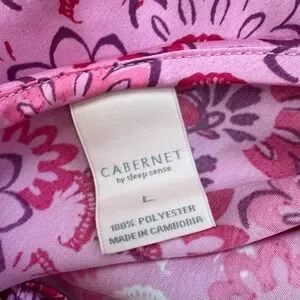 CABERNET
by sleep sense
L
100% POLYESTER
MADE IN CAMBODIA